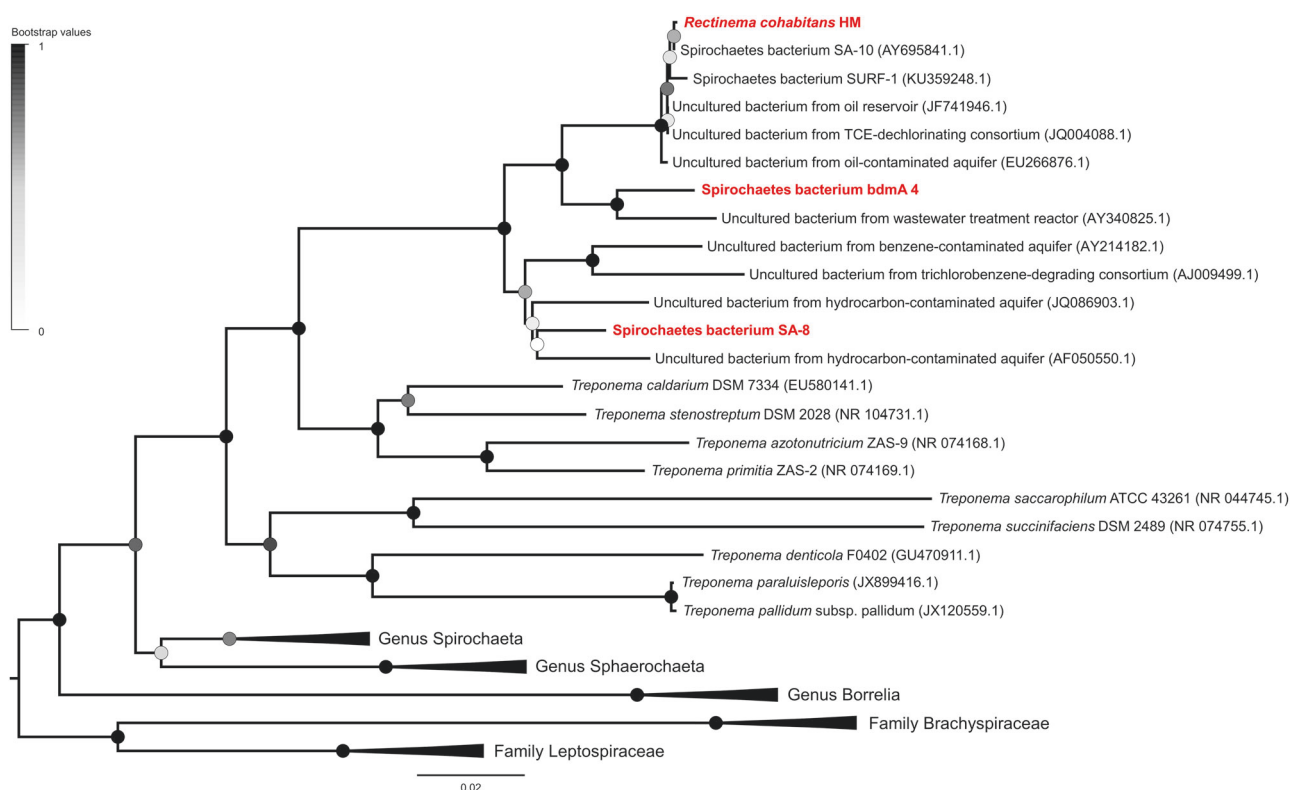 Bootstrap values
1
0
Rectinema cohabitans HM
Spirochaetes bacterium SA-10 (AY695841.1)
Spirochaetes bacterium SURF-1 (KU359248.1)
Uncultured bacterium from oil reservoir (JF741946.1)
Uncultured bacterium from TCE-dechlorinating consortium (JQ004088.1)
Uncultured bacterium from oil-contaminated aquifer (EU266876.1)
Spirochaetes bacterium bdmA 4
Uncultured bacterium from wastewater treatment reactor (AY340825.1)
Uncultured bacterium from benzene-contaminated aquifer (AY214182.1)
Uncultured bacterium from trichlorobenzene-degrading consortium (AJ009499.1)
Uncultured bacterium from hydrocarbon-contaminated aquifer (JQ086903.1)
Spirochaetes bacterium SA-8
Uncultured bacterium from hydrocarbon-contaminated aquifer (AF050550.1)
Treponema caldarium DSM 7334 (EU580141.1)
Treponema stenostreptum DSM 2028 (NR 104731.1)
Treponema azotonutricium ZAS-9 (NR 074168.1)
Treponema primitia ZAS-2 (NR 074169.1)
Treponema saccarophilum ATCC 43261 (NR 044745.1)
Treponema succinifaciens DSM 2489 (NR 074755.1)
Treponema denticola F0402 (GU470911.1)
Treponema paraluisleporis (JX899416.1)
Treponema pallidum subsp. pallidum (JX120559.1)
Genus Spirochaeta
Genus Sphaerochaeta
Genus Borrelia
Family Brachyspiraceae
Family Leptospiraceae
0.02